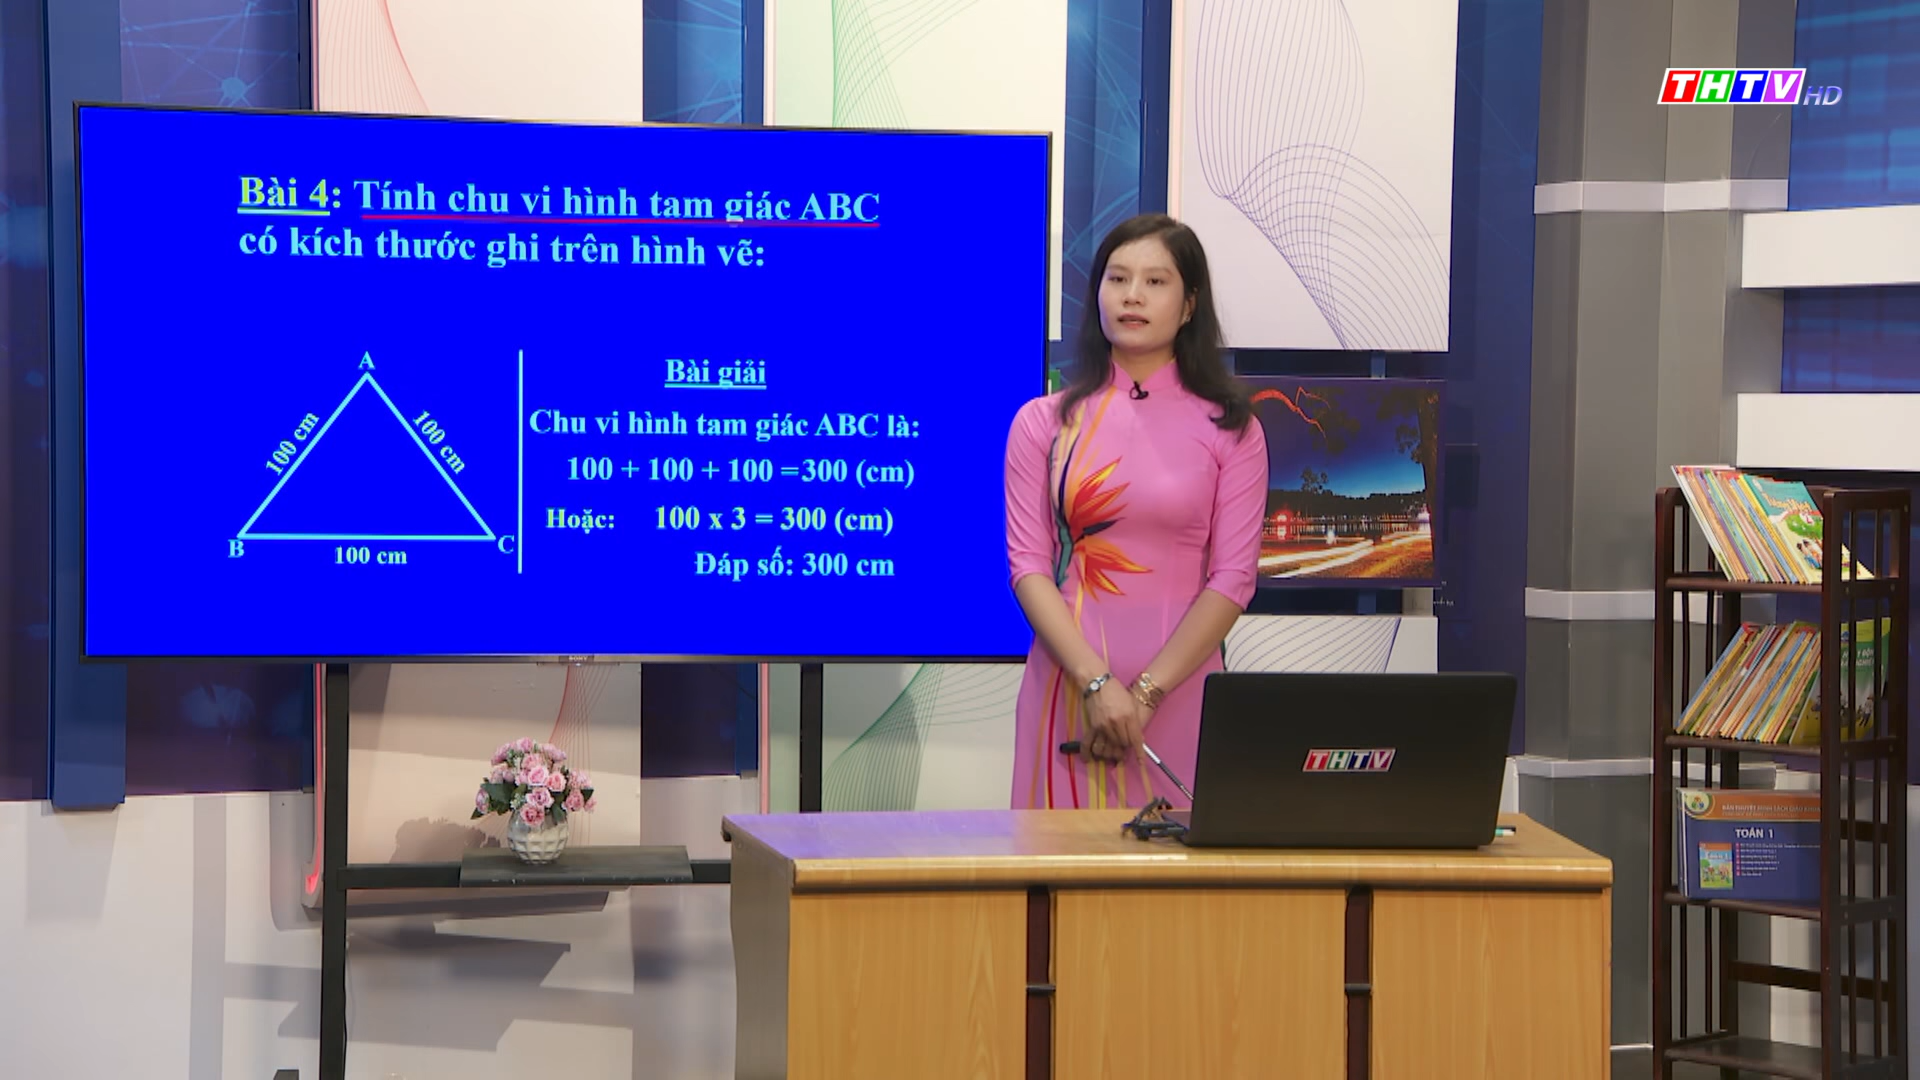 THTV HD
Bài 4: Tính chu vi hình tam giác ABC
có kích thước ghi trên hình vẽ:
A
100 cm
100 cm
B
100 cm
C
Bài giải
Chu vi hình tam giác ABC là:
100 + 100 + 100 = 300 (cm)
Hoặc: 100 x 3 = 300 (cm)
Đáp số: 300 cm
SONY
THTV
TOÁN 1